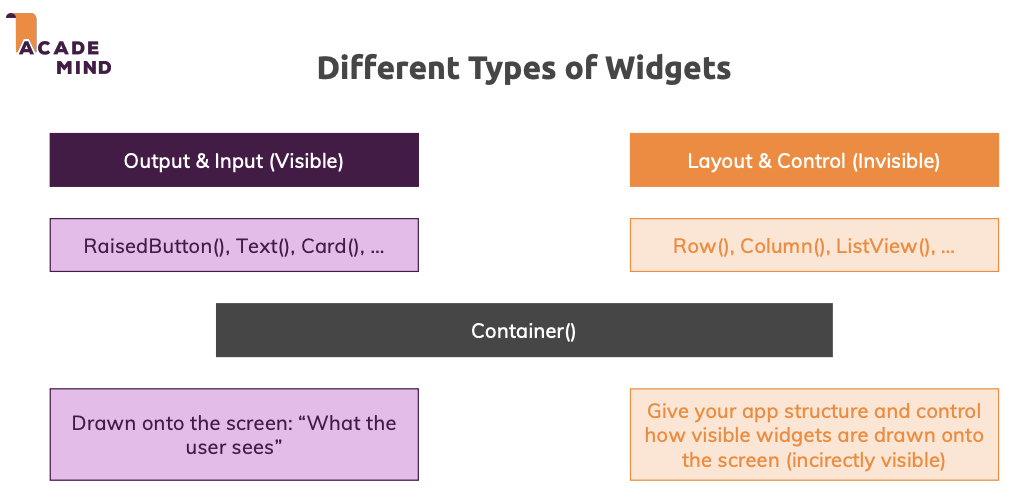 ACADE
MIND
Different Types of Widgets
Output & Input (Visible)
Layout & Control (Invisible)
RaisedButton(), Text(), Card(), ...
Row(), Column(), ListView(), ...
Container()
Drawn onto the screen: “What the
user sees”
Give your app structure and control
how visible widgets are drawn onto
the screen (incirectly visible)